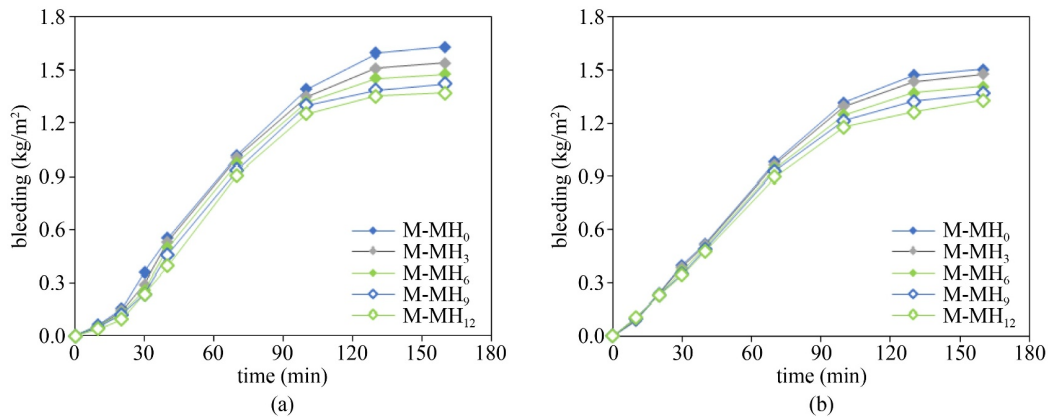 1.8
1.5
1.2
0.9
0.6
0.3
0.0
bleeding (kg/m²)
M-MH₀
M-MH₃
M-MH₆
M-MH₉
M-MH₁₂
0 30 60 90 120 150 180
time (min)
(a)
1.8
1.5
1.2
0.9
0.6
0.3
0.0
bleeding (kg/m²)
M-MH₀
M-MH₃
M-MH₆
M-MH₉
M-MH₁₂
0 30 60 90 120 150 180
time (min)
(b)